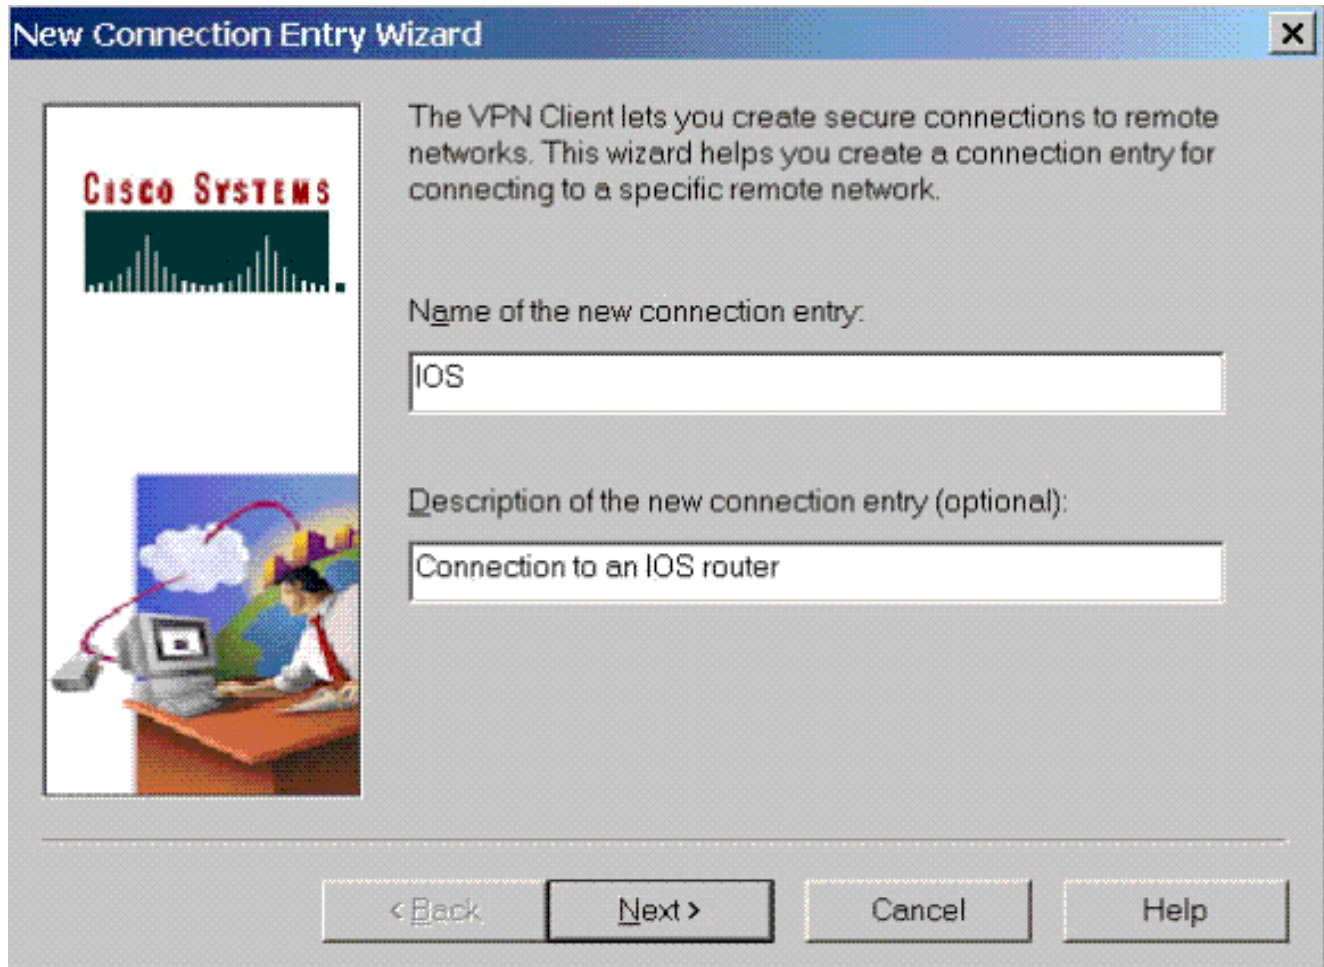 New Connection Entry Wizard
CISCO SYSTEMS
The VPN Client lets you create secure connections to remote
networks. This wizard helps you create a connection entry for
connecting to a specific remote network.
Name of the new connection entry:
IOS
Description of the new connection entry (optional):
Connection to an IOS router
< Back
Next >
Cancel
Help